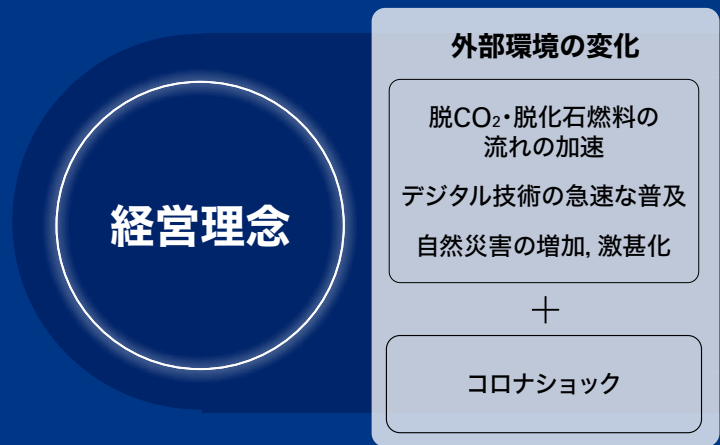 経営理念
外部環境の変化
脱CO₂・脱化石燃料の
流れの加速
デジタル技術の急速な普及
自然災害の増加, 激甚化
＋
コロナショック